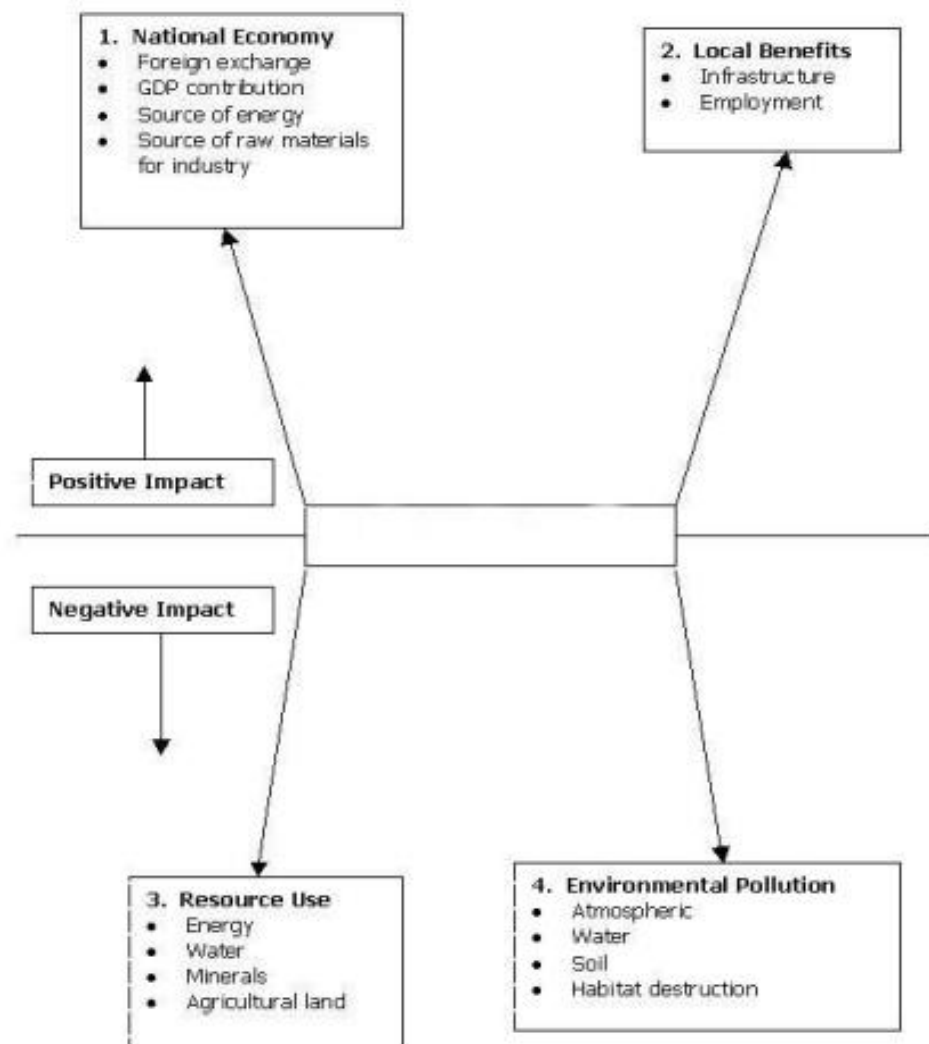 1. National Economy
• Foreign exchange
• GDP contribution
• Source of energy
• Source of raw materials
for industry
2. Local Benefits
• Infrastructure
• Employment
Positive Impact
Negative Impact
3. Resource Use
• Energy
• Water
• Minerals
• Agricultural land
4. Environmental Pollution
• Atmospheric
• Water
• Soil
• Habitat destruction